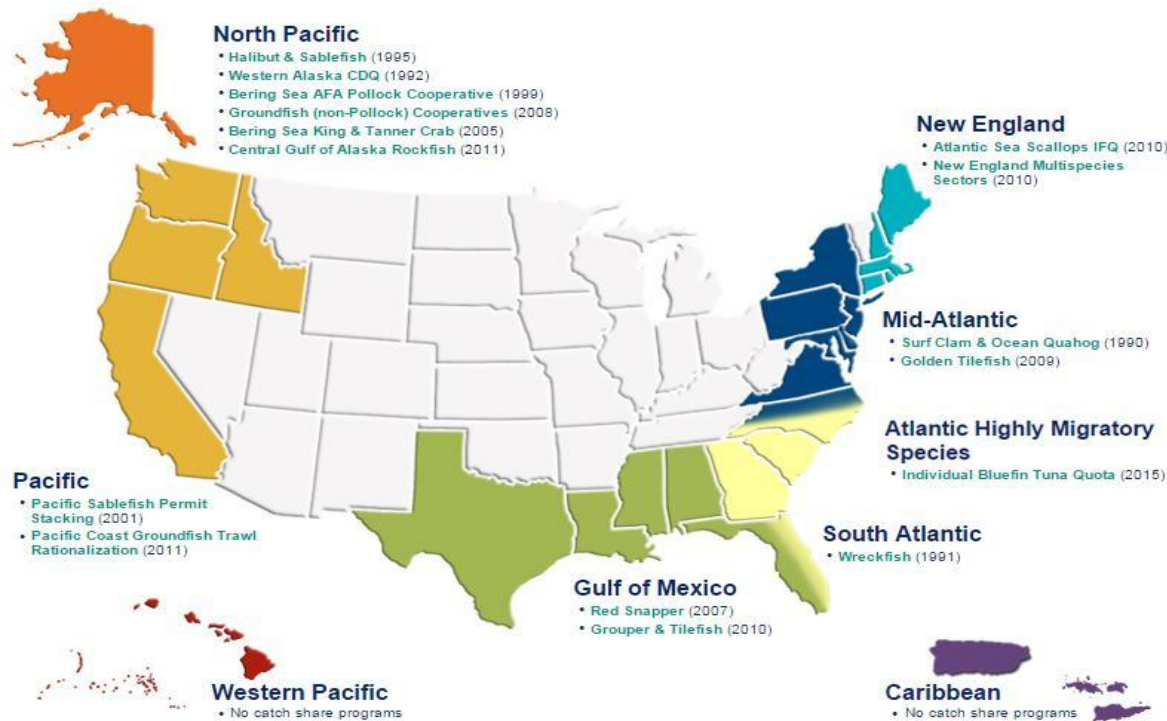 North Pacific
• Halibut & Sablefish (1995)
• Western Alaska CDQ (1992)
• Bering Sea AFA Pollock Cooperative (1999)
• Groundfish (non-Pollock) Cooperatives (2008)
• Bering Sea King & Tanner Crab (2005)
• Central Gulf of Alaska Rockfish (2011)
New England
• Atlantic Sea Scallops IFQ (2010)
• New England Multispecies
Sectors (2010)
Mid-Atlantic
• Surf Clam & Ocean Quahog (1990)
• Golden Tilefish (2009)
Atlantic Highly Migratory
Species
• Individual Bluefin Tuna Quota (2015)
Pacific
• Pacific Sablefish Permit
Stacking (2001)
• Pacific Coast Groundfish Trawl
Rationalization (2011)
South Atlantic
• Wreckfish (1991)
Gulf of Mexico
• Red Snapper (2007)
• Grouper & Tilefish (2010)
Western Pacific
• No catch share programs
Caribbean
• No catch share programs